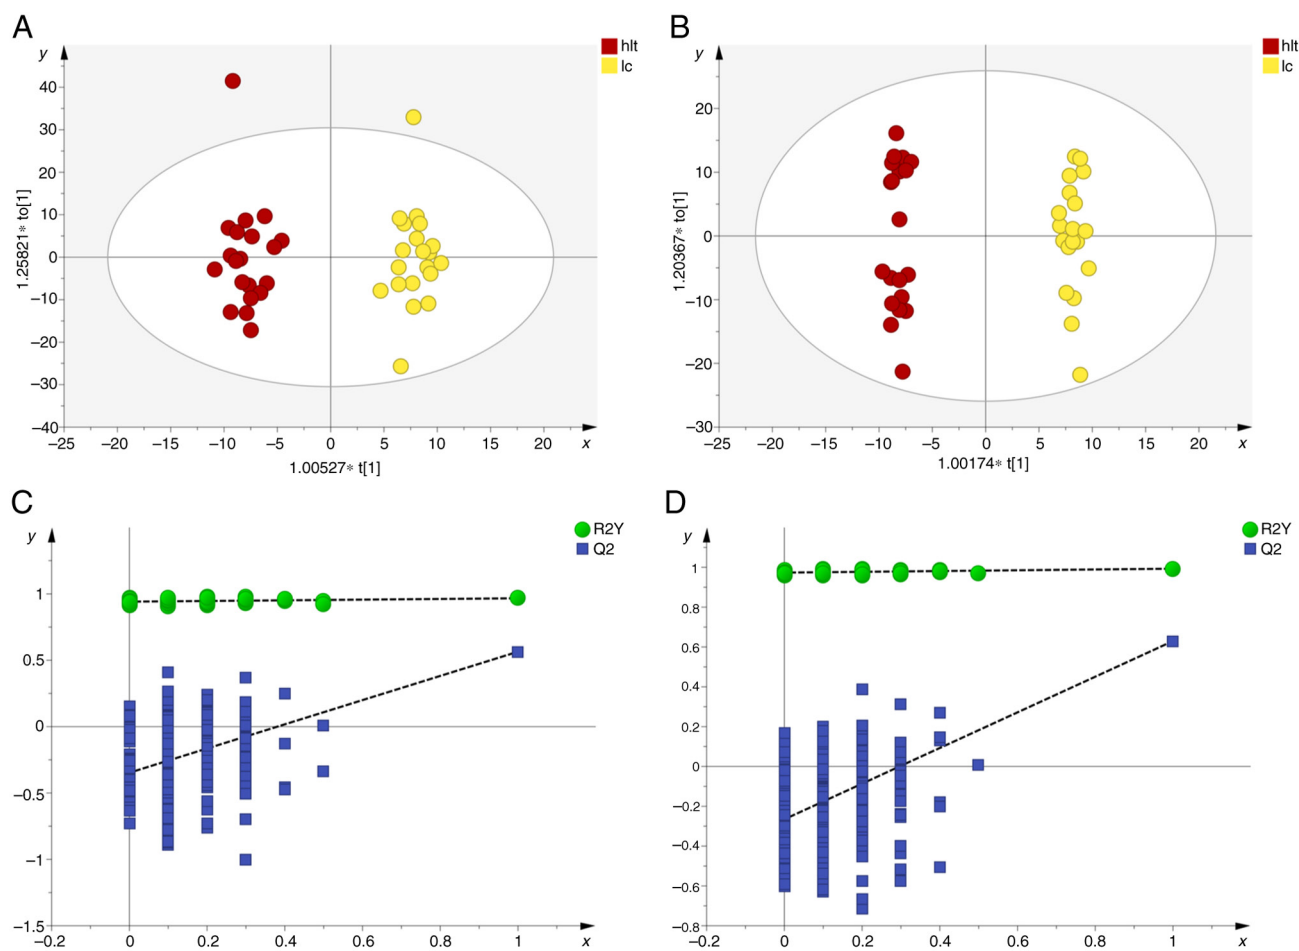 A
y
hlt
lc
40
30
20
10
0
−10
−20
−30
−40
1.25821* to[1]
−25 −20 −15 −10 −5 0 5 10 15 20 x
1.00527* t[1]
B
y
hlt
lc
20
10
0
−10
−20
−30
1.20367* to[1]
−25 −20 −15 −10 −5 0 5 10 15 20 x
1.00174* t[1]
C
y
R2Y
Q2
1
0.5
0
−0.5
−1
−1.5
−0.2 0 0.2 0.4 0.6 0.8 1 x
D
y
R2Y
Q2
1
0.8
0.6
0.4
0.2
0
−0.2
−0.4
−0.6
−0.8
−0.2 0 0.2 0.4 0.6 0.8 1 x